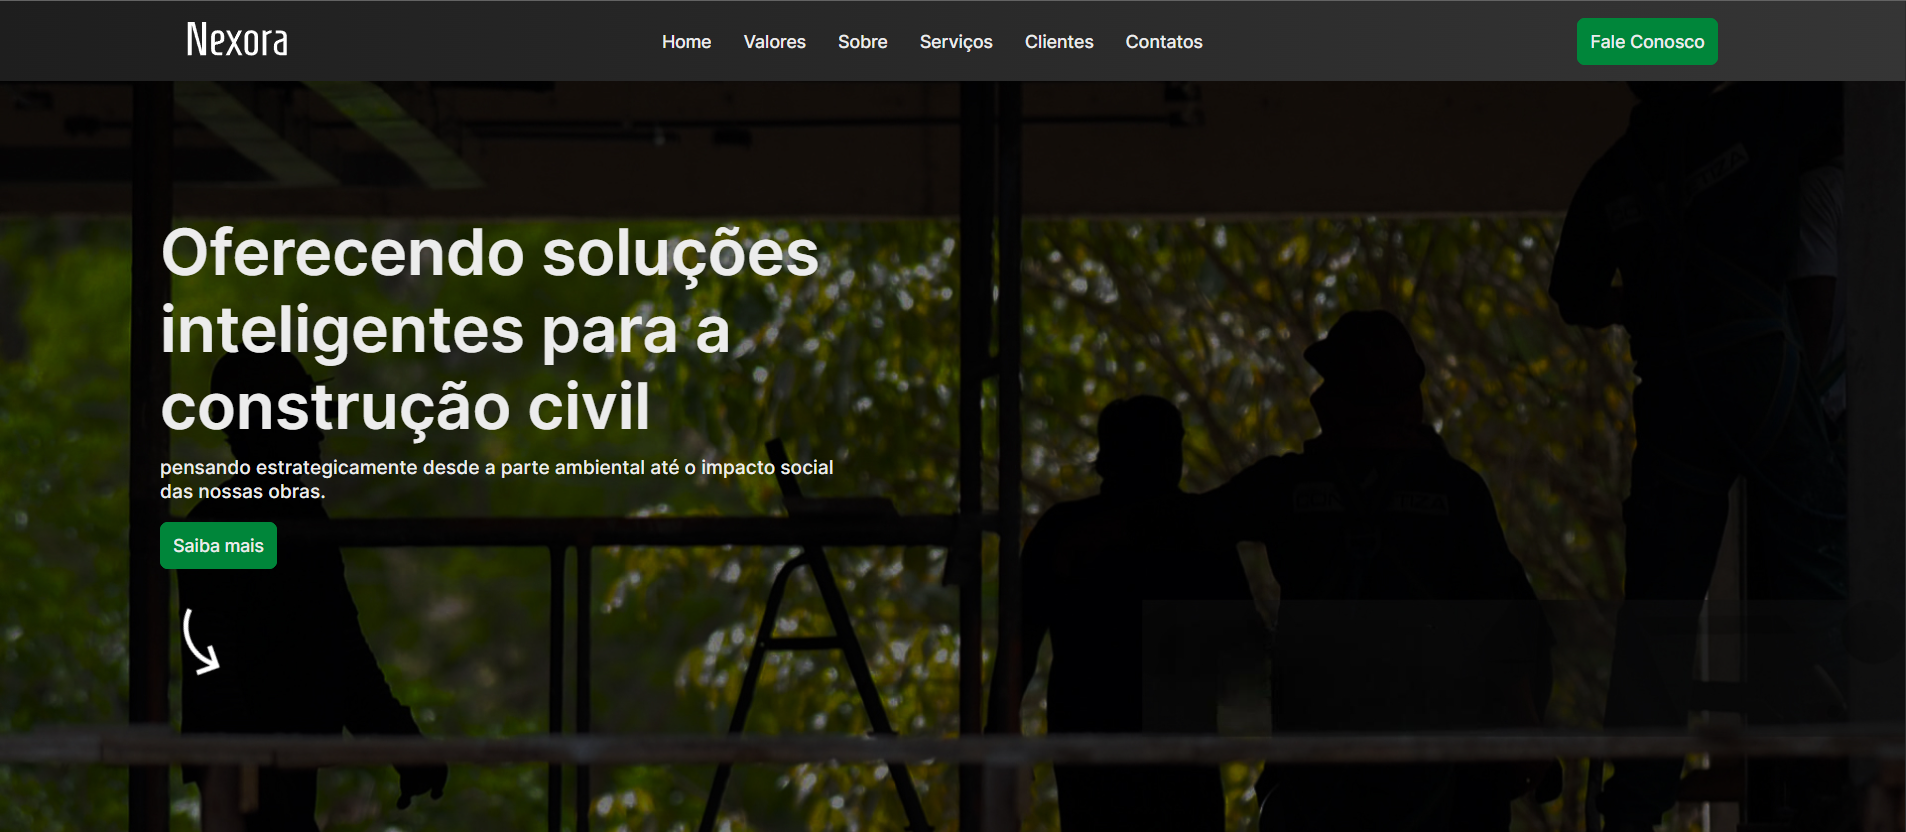 Nexora
Home
Valores
Sobre
Serviços
Clientes
Contatos
Fale Conosco
Oferecendo soluções
inteligentes para a
construção civil
pensando estrategicamente desde a parte ambiental até o impacto social
das nossas obras.
Saiba mais